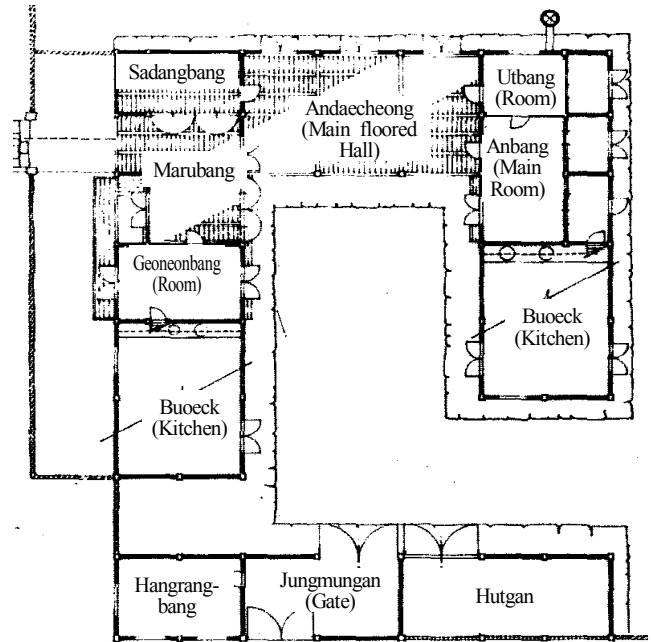 Sadangbang
Utbang
(Room)
Andaecheong
(Main floored
Hall)
Anbang
(Main
Room)
Marubang
Geoneonbang
(Room)
Buoeck
(Kitchen)
Buoeck
(Kitchen)
Hangrang-
bang
Jungmungan
(Gate)
Hutgan